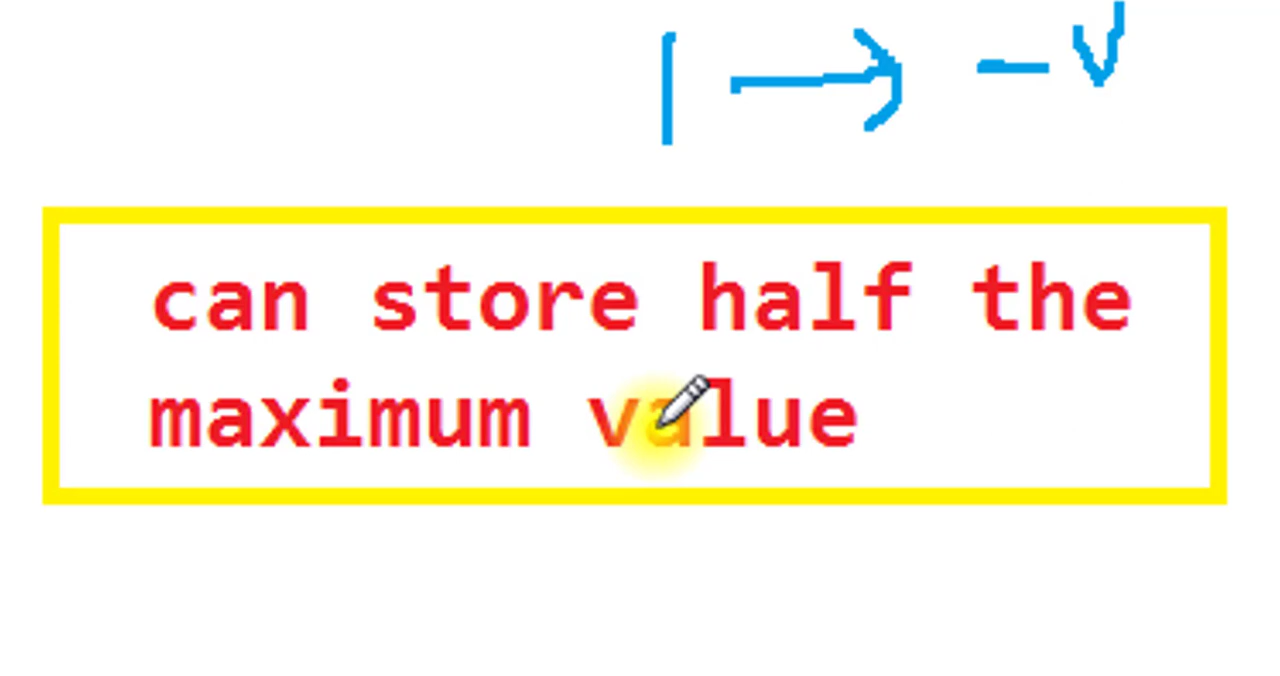 1 → -v
can store half the
maximum value